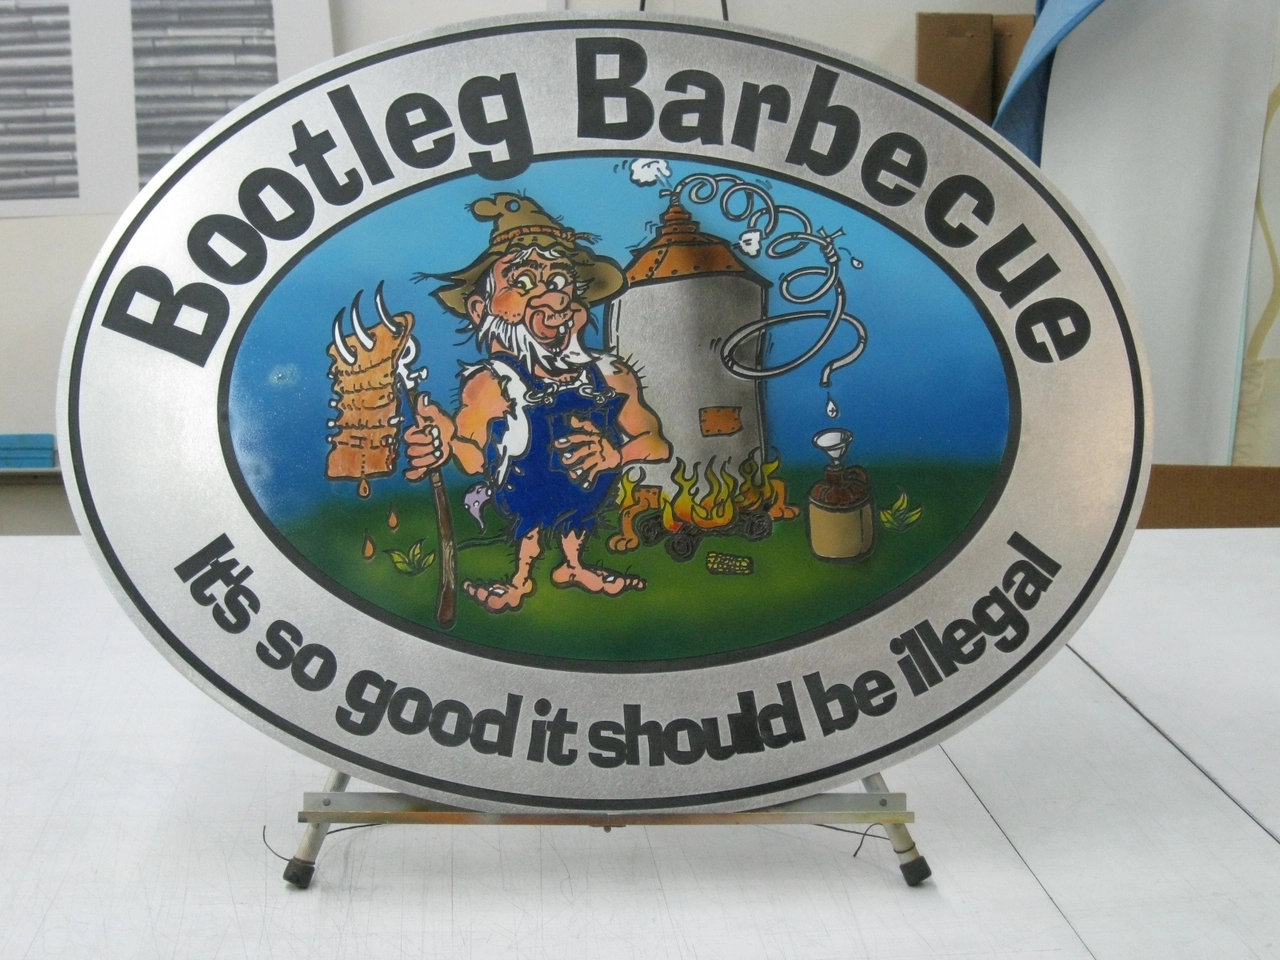 Bootleg Barbecue
It's so good it should be illegal